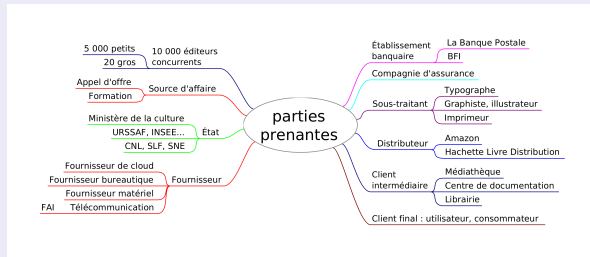 parties
prenantes
5 000 petits
20 gros
10 000 éditeurs
concurrents
Appel d'offre
Formation
Source d'affaire
Ministère de la culture
URSSAF, INSEE...
CNL, SLF, SNE
État
Fournisseur de cloud
Fournisseur bureautique
Fournisseur matériel
FAI
Télécommunication
Fournisseur
Établissement
banquaire
La Banque Postale
BFI
Compagnie d'assurance
Sous-traitant
Typographe
Graphiste, illustrateur
Imprimeur
Distributeur
Amazon
Hachette Livre Distribution
Client
intermédiaire
Médiathèque
Centre de documentation
Librairie
Client final : utilisateur, consommateur